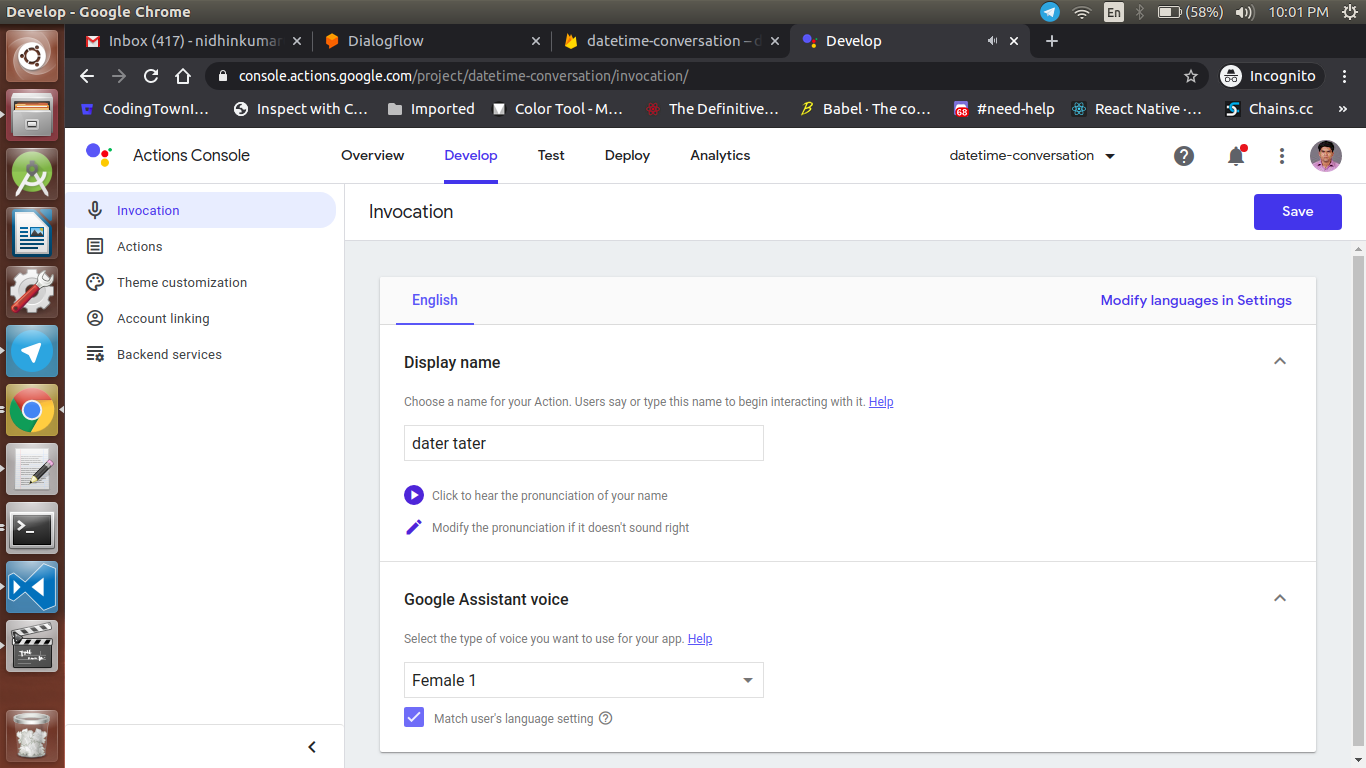 Develop - Google Chrome
En
(58%)
10:01 PM
Inbox (417) - nidhinkumar
Dialogflow
datetime-conversation –
Develop
console.actions.google.com/project/datetime-conversation/invocation/
Incognito
CodingTownI…
Inspect with C…
Imported
Color Tool - M…
The Definitive…
Babel · The co…
68
#need-help
React Native ·…
Chains.cc
»
Actions Console
Overview
Develop
Test
Deploy
Analytics
datetime-conversation
Invocation
Actions
Theme customization
Account linking
Backend services
Invocation
Save
English
Modify languages in Settings
Display name
Choose a name for your Action. Users say or type this name to begin interacting with it. Help
dater tater
Click to hear the pronunciation of your name
Modify the pronunciation if it doesn't sound right
Google Assistant voice
Select the type of voice you want to use for your app. Help
Female 1
Match user's language setting